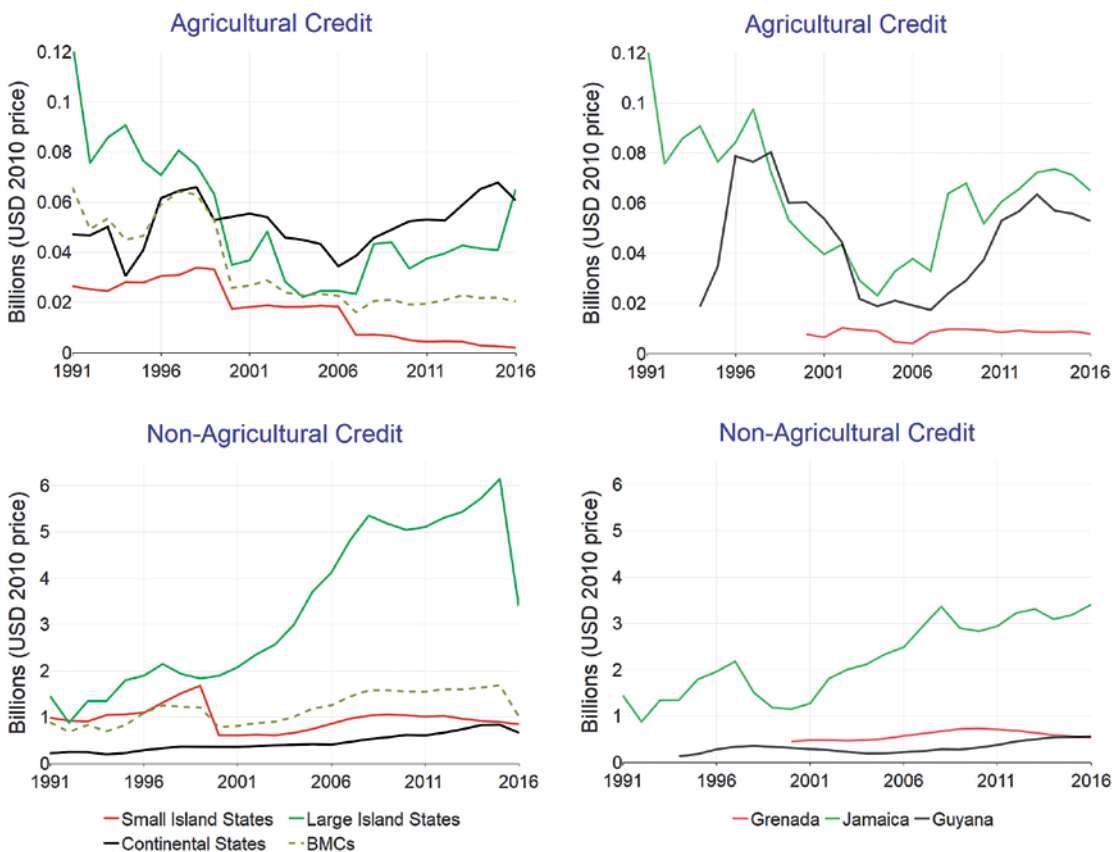 Agricultural Credit
Billions (USD 2010 price)
0.12
0.1
0.08
0.06
0.04
0.02
0
1991 1996 2001 2006 2011 2016
Agricultural Credit
Billions (USD 2010 price)
0.12
0.1
0.08
0.06
0.04
0.02
0
1991 1996 2001 2006 2011 2016
Non-Agricultural Credit
Billions (USD 2010 price)
6
5
4
3
2
1
0
1991 1996 2001 2006 2011 2016
Small Island States Large Island States
Continental States BMCs
Non-Agricultural Credit
Billions (USD 2010 price)
6
5
4
3
2
1
0
1991 1996 2001 2006 2011 2016
Grenada Jamaica Guyana